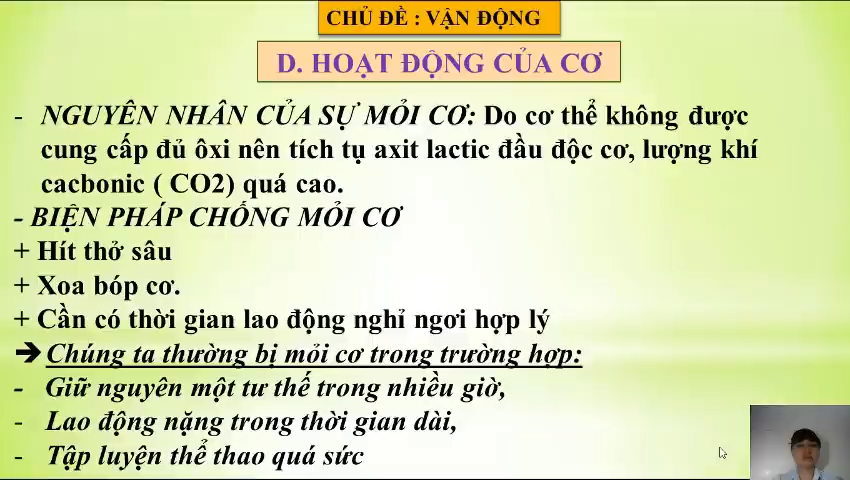 CHỦ ĐỀ : VẬN ĐỘNG
D. HOẠT ĐỘNG CỦA CƠ
- NGUYÊN NHÂN CỦA SỰ MỎI CƠ: Do cơ thể không được
cung cấp đủ ôxi nên tích tụ axit lactic đầu độc cơ, lượng khí
cacbonic ( CO2) quá cao.
- BIỆN PHÁP CHỐNG MỎI CƠ
+ Hít thở sâu
+ Xoa bóp cơ.
+ Cần có thời gian lao động nghỉ ngơi hợp lý
➔ Chúng ta thường bị mỏi cơ trong trường hợp:
- Giữ nguyên một tư thế trong nhiều giờ,
- Lao động nặng trong thời gian dài,
- Tập luyện thể thao quá sức